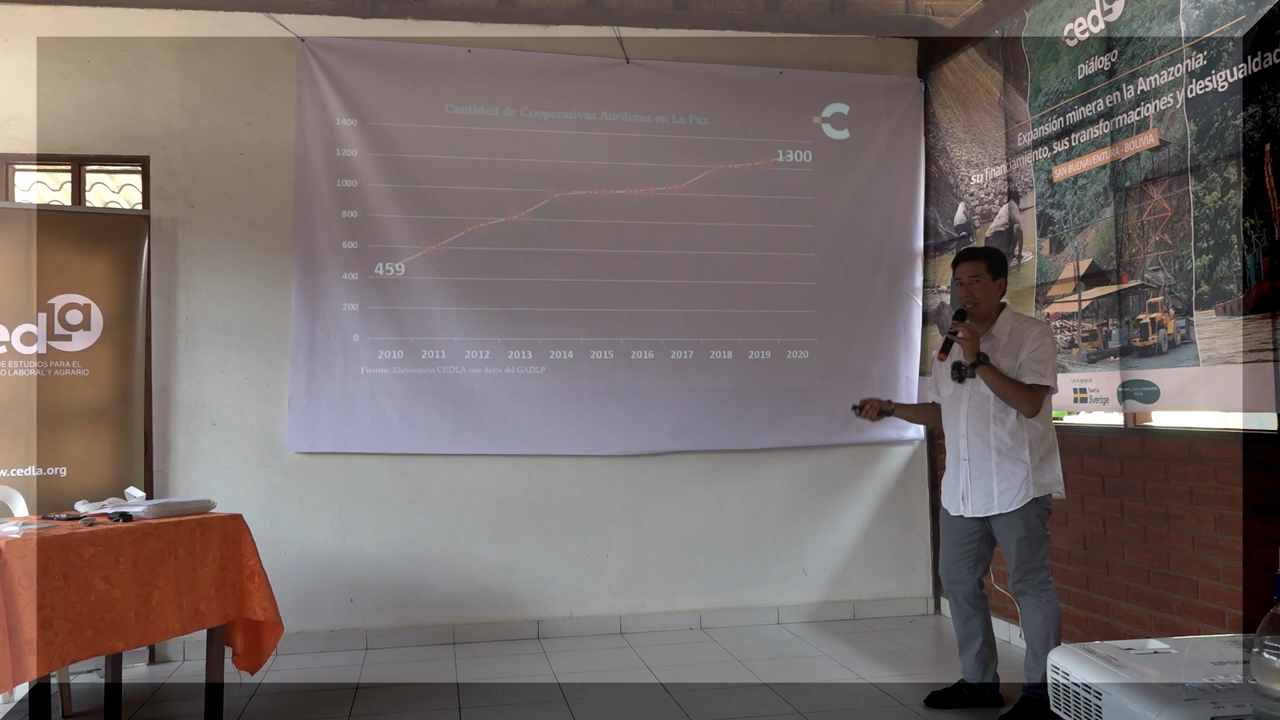 Cantidad de Cooperativas Auríferas en La Paz
1400
1200
1000
800
600
400
200
0
459
1300
2010 2011 2012 2013 2014 2015 2016 2017 2018 2019 2020
Fuente: Elaboración CEDLA con datos del GADLP
edla
DE ESTUDIOS PARA EL
O LABORAL Y AGRARIO
w.cedla.org
cedla
Diálogo
Expansión minera en la Amazonía:
su financiamiento, sus transformaciones y desigualdad
SAN BUENAVENTURA - BOLIVIA
Suecia
Sverige